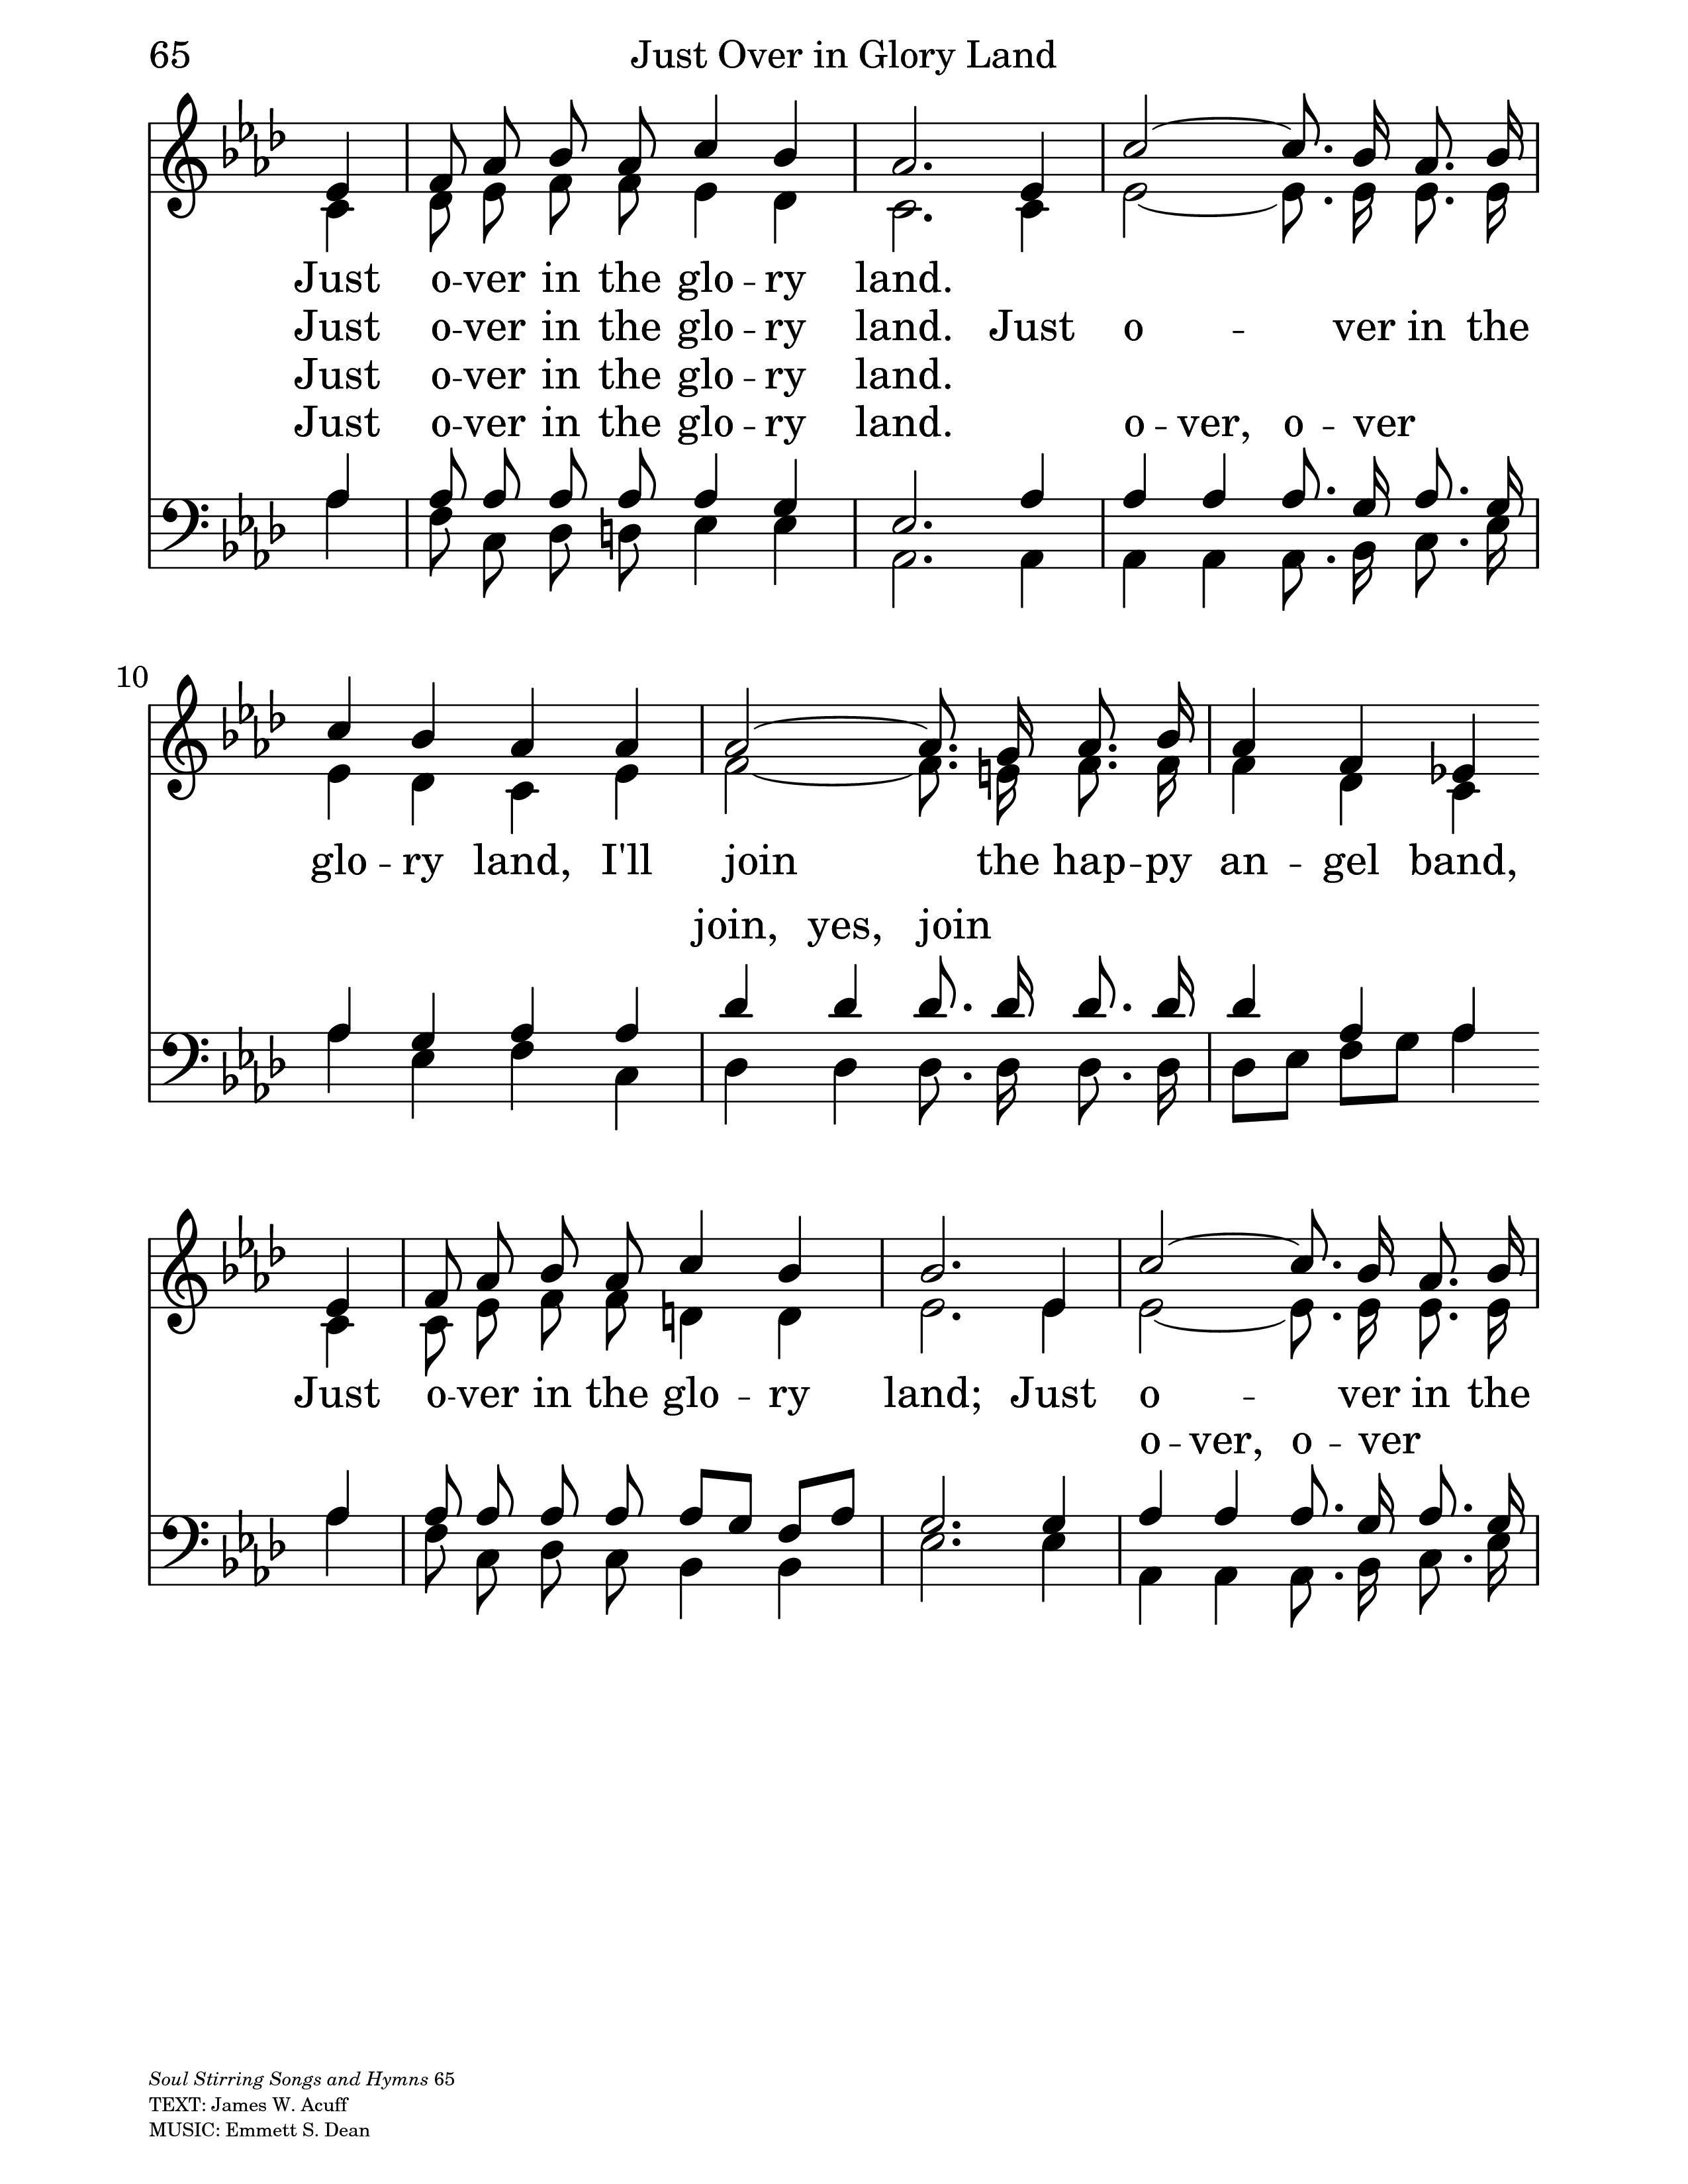 65 Just Over in Glory Land
Just o -- ver in the glo -- ry land.
Just o -- ver in the glo -- ry land. Just o -- ver in the
Just o -- ver in the glo -- ry land.
Just o -- ver in the glo -- ry land. o -- ver, o -- ver
10
glo -- ry land, I'll join the hap -- py an -- gel band,
join, yes, join
Just o -- ver in the glo -- ry land; Just o -- ver in the
o -- ver, o -- ver
Soul Stirring Songs and Hymns 65
TEXT: James W. Acuff
MUSIC: Emmett S. Dean